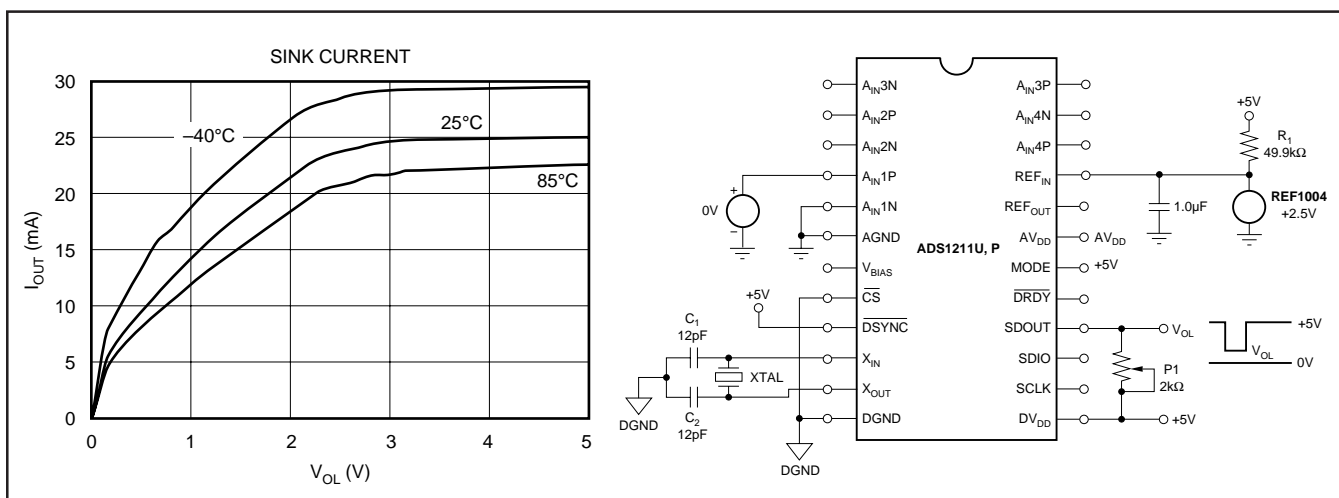 SINK CURRENT
30
25
20
15
10
5
0
I_OUT (mA)
–40°C
25°C
85°C
0
1
2
3
4
5
V_OL (V)
A_IN3N
A_IN2P
A_IN2N
A_IN1P
A_IN1N
AGND
V_BIAS
CS
DSYNC
X_IN
X_OUT
DGND
ADS1211U, P
A_IN3P
A_IN4N
A_IN4P
REF_IN
REF_OUT
AV_DD
MODE
DRDY
SDOUT
SDIO
SCLK
DV_DD
+
0V
–
+5V
C1
12pF
XTAL
C2
12pF
DGND
DGND
+5V
R1
49.9kΩ
1.0µF
REF1004
+2.5V
AV_DD
+5V
V_OL
P1
2kΩ
+5V
+5V
V_OL
0V